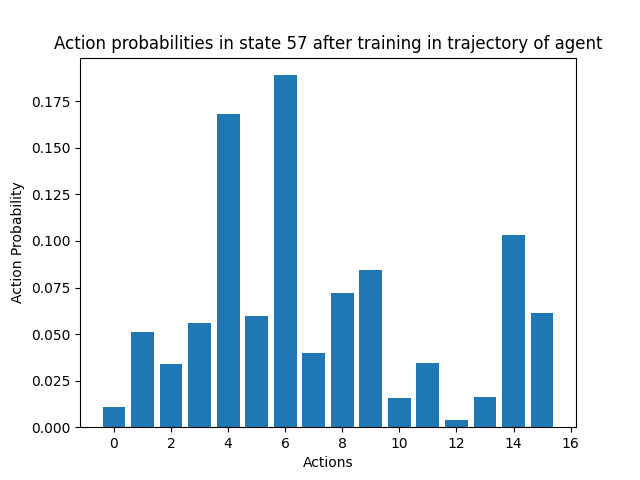 Action probabilities in state 57 after training in trajectory of agent
Action Probability
0.175
0.150
0.125
0.100
0.075
0.050
0.025
0.000
0 2 4 6 8 10 12 14 16
Actions